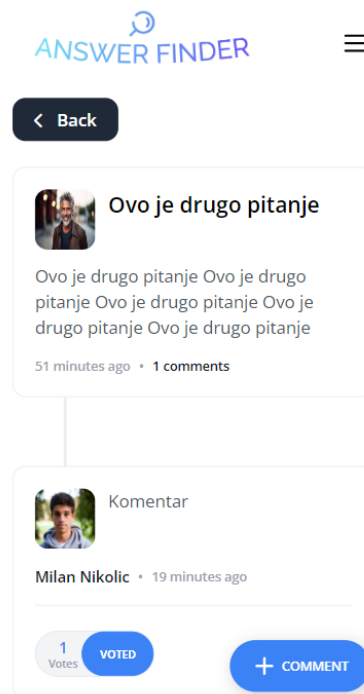 ANSWER FINDER
Back
Ovo je drugo pitanje
Ovo je drugo pitanje Ovo je drugo
pitanje Ovo je drugo pitanje Ovo je
drugo pitanje Ovo je drugo pitanje
51 minutes ago • 1 comments
Komentar
Milan Nikolic • 19 minutes ago
1
Votes
VOTED
+ COMMENT